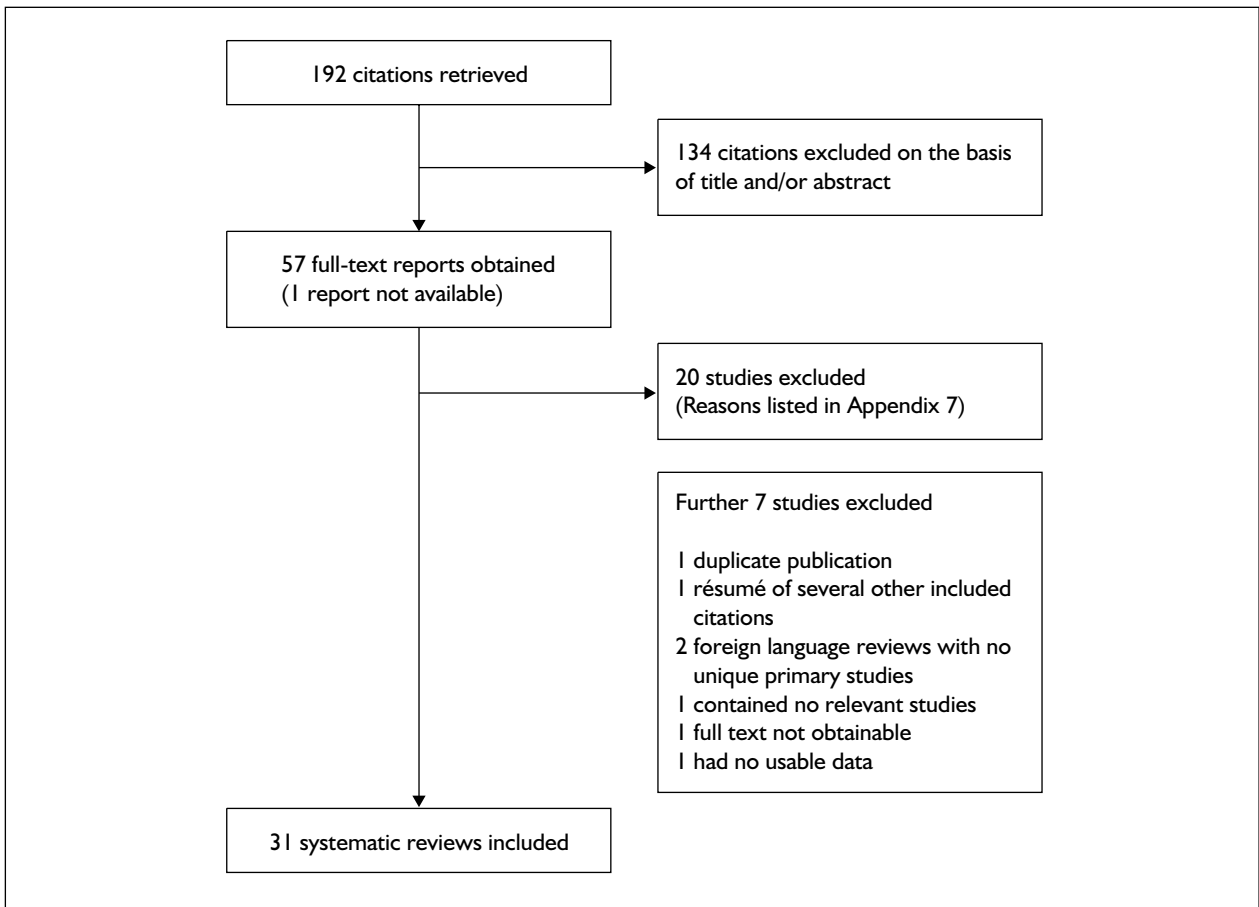 192 citations retrieved
134 citations excluded on the basis
of title and/or abstract
57 full-text reports obtained
(1 report not available)
20 studies excluded
(Reasons listed in Appendix 7)
Further 7 studies excluded
1 duplicate publication
1 résumé of several other included
citations
2 foreign language reviews with no
unique primary studies
1 contained no relevant studies
1 full text not obtainable
1 had no usable data
31 systematic reviews included